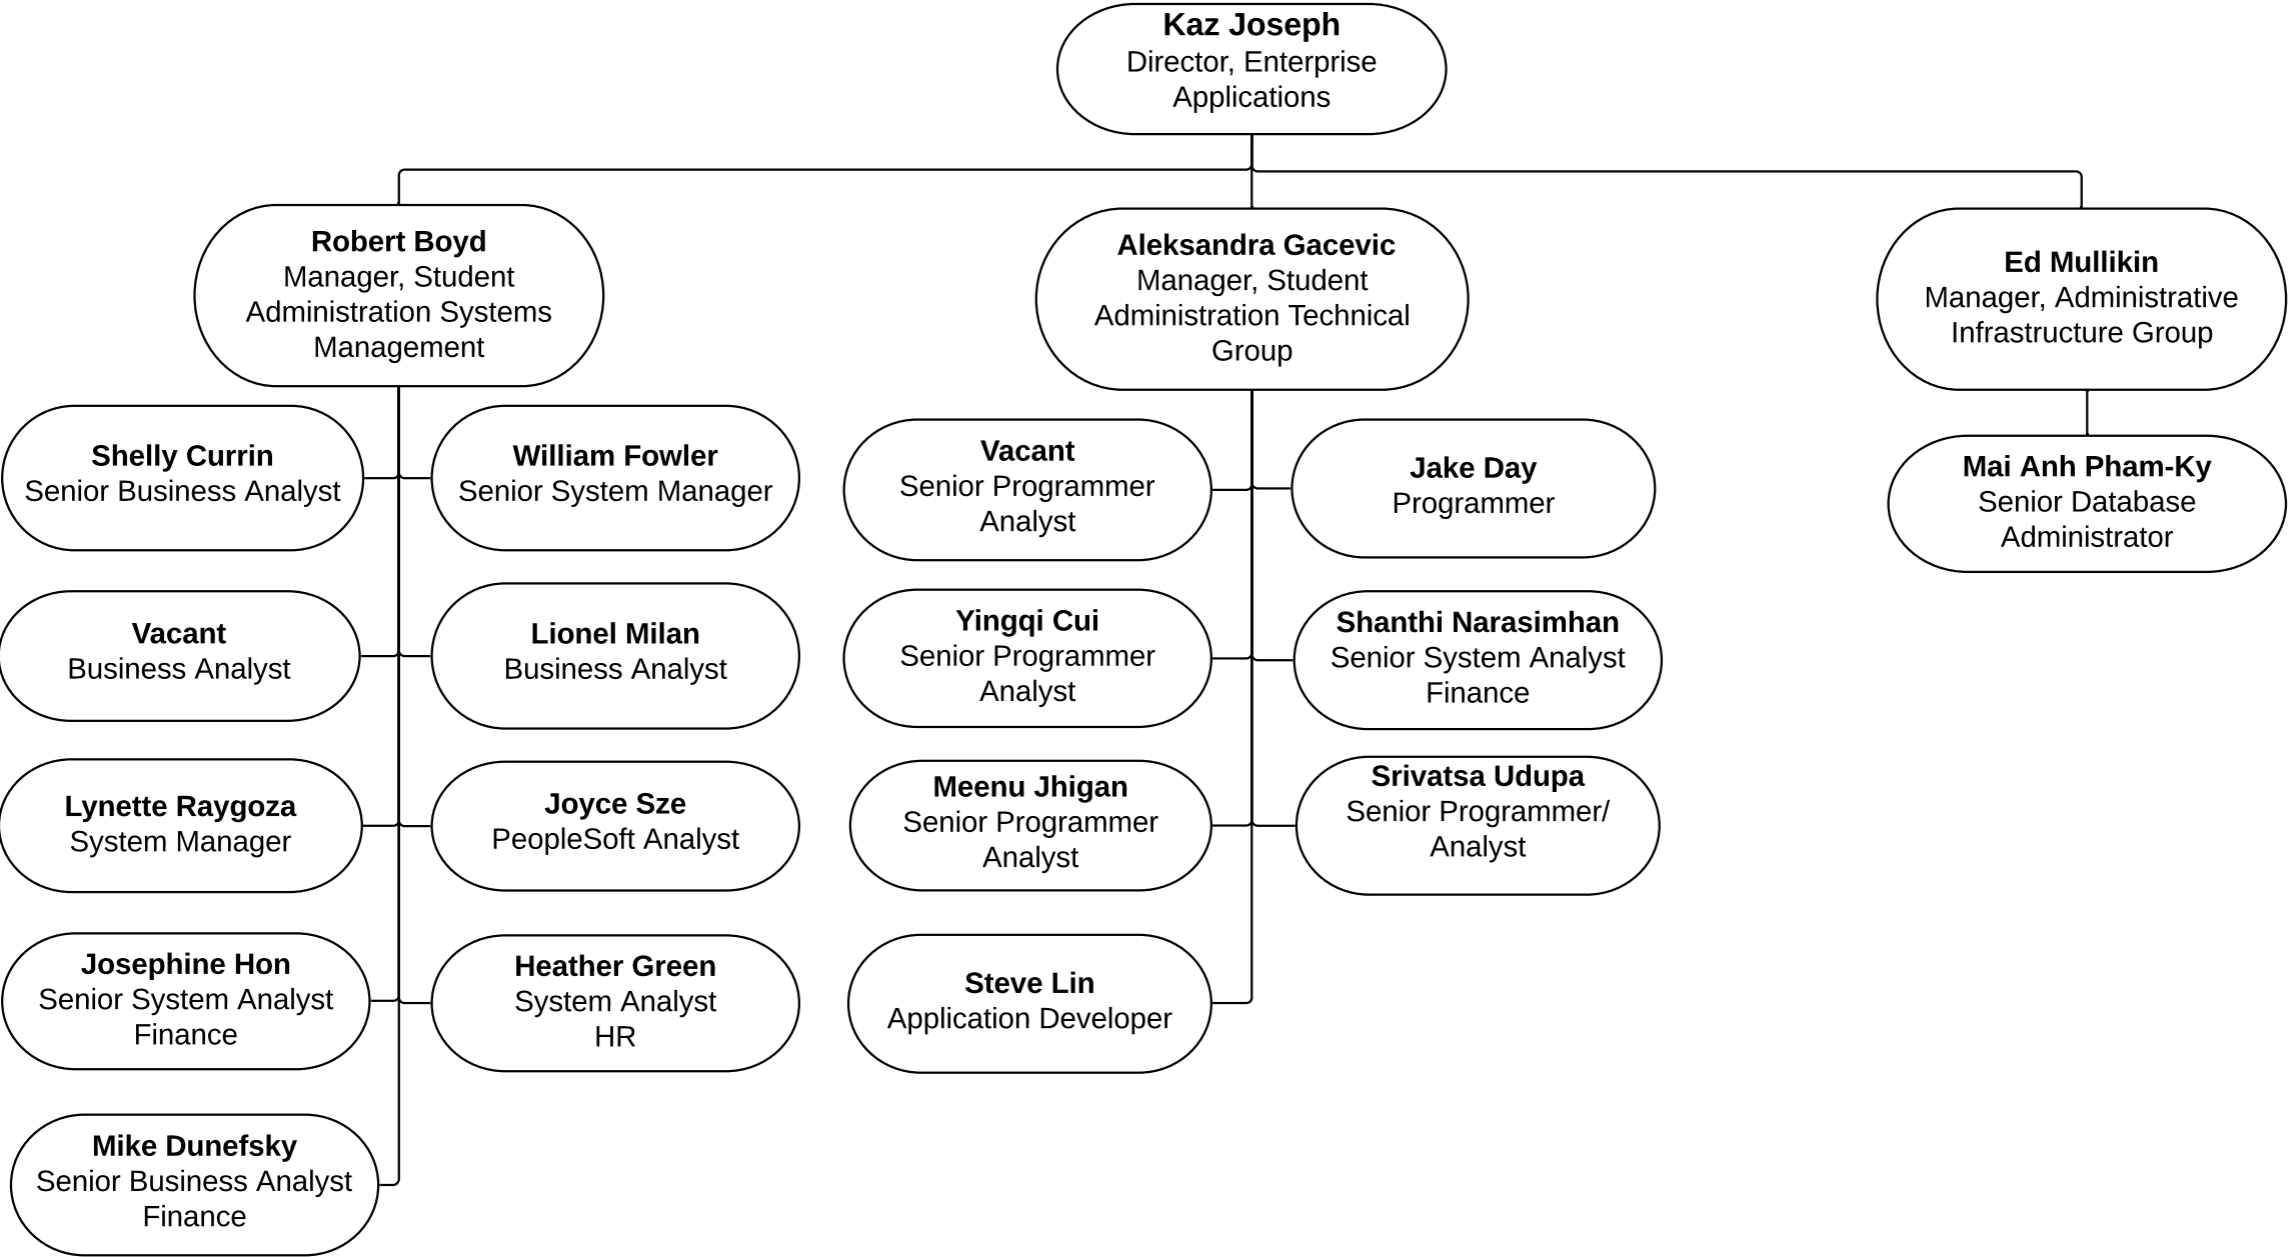 Kaz Joseph
Director, Enterprise
Applications
Robert Boyd
Manager, Student
Administration Systems
Management
Aleksandra Gacevic
Manager, Student
Administration Technical
Group
Ed Mullikin
Manager, Administrative
Infrastructure Group
Shelly Currin
Senior Business Analyst
William Fowler
Senior System Manager
Vacant
Business Analyst
Lionel Milan
Business Analyst
Lynette Raygoza
System Manager
Joyce Sze
PeopleSoft Analyst
Josephine Hon
Senior System Analyst
Finance
Heather Green
System Analyst
HR
Mike Dunefsky
Senior Business Analyst
Finance
Vacant
Senior Programmer
Analyst
Jake Day
Programmer
Yingqi Cui
Senior Programmer
Analyst
Shanthi Narasimhan
Senior System Analyst
Finance
Meenu Jhigan
Senior Programmer
Analyst
Srivatsa Udupa
Senior Programmer/
Analyst
Steve Lin
Application Developer
Mai Anh Pham-Ky
Senior Database
Administrator